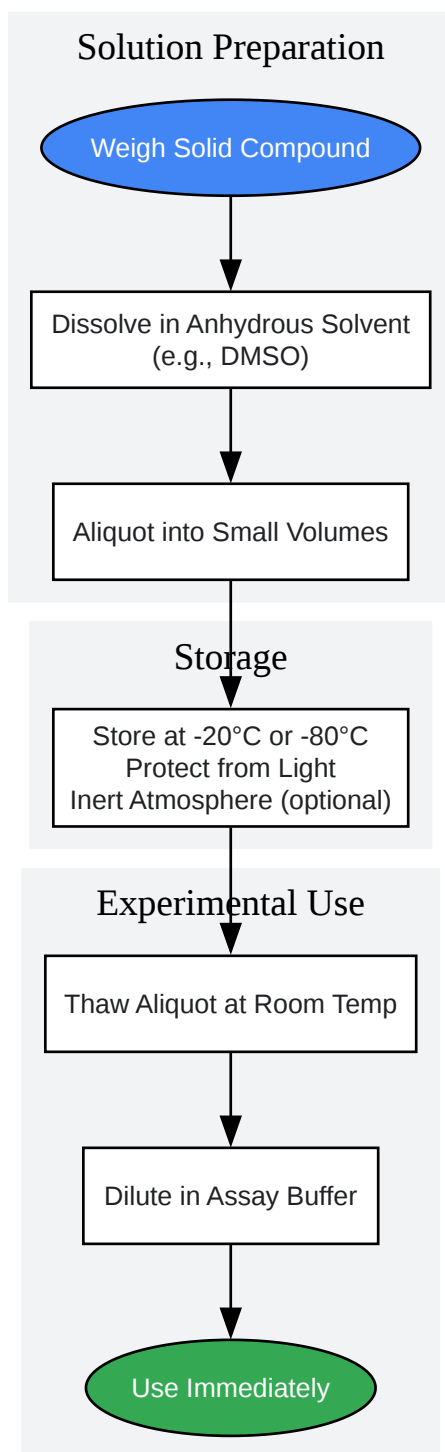 Solution Preparation
Weigh Solid Compound
Dissolve in Anhydrous Solvent
(e.g., DMSO)
Aliquot into Small Volumes
Storage
Store at -20°C or -80°C
Protect from Light
Inert Atmosphere (optional)
Experimental Use
Thaw Aliquot at Room Temp
Dilute in Assay Buffer
Use Immediately